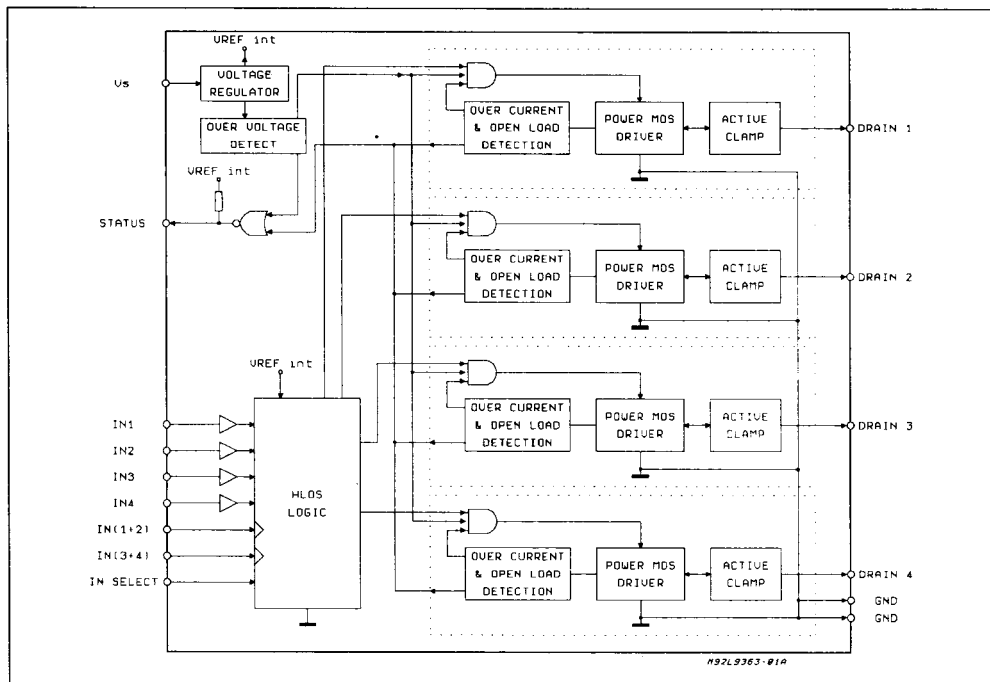 VREF int
Vs
VOLTAGE
REGULATOR
OVER VOLTAGE
DETECT
VREF int
STATUS
OVER CURRENT
& OPEN LOAD
DETECTION
POWER MOS
DRIVER
ACTIVE
CLAMP
DRAIN 1
OVER CURRENT
& OPEN LOAD
DETECTION
POWER MOS
DRIVER
ACTIVE
CLAMP
DRAIN 2
VREF int
IN1
IN2
IN3
IN4
IN(1+2)
IN(3+4)
IN SELECT
HLDS
LOGIC
OVER CURRENT
& OPEN LOAD
DETECTION
POWER MOS
DRIVER
ACTIVE
CLAMP
DRAIN 3
OVER CURRENT
& OPEN LOAD
DETECTION
POWER MOS
DRIVER
ACTIVE
CLAMP
DRAIN 4
GND
GND
M92L9363-01A